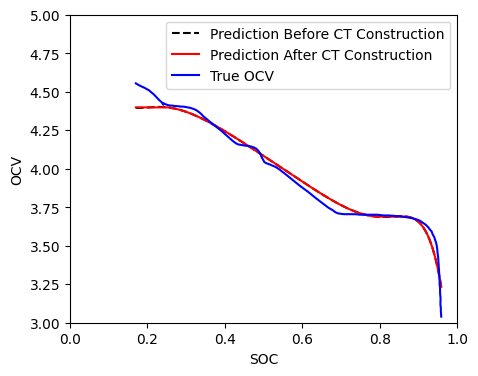 5.00
4.75
4.50
4.25
4.00
3.75
3.50
3.25
3.00
OCV
Prediction Before CT Construction
Prediction After CT Construction
True OCV
0.0 0.2 0.4 0.6 0.8 1.0
SOC